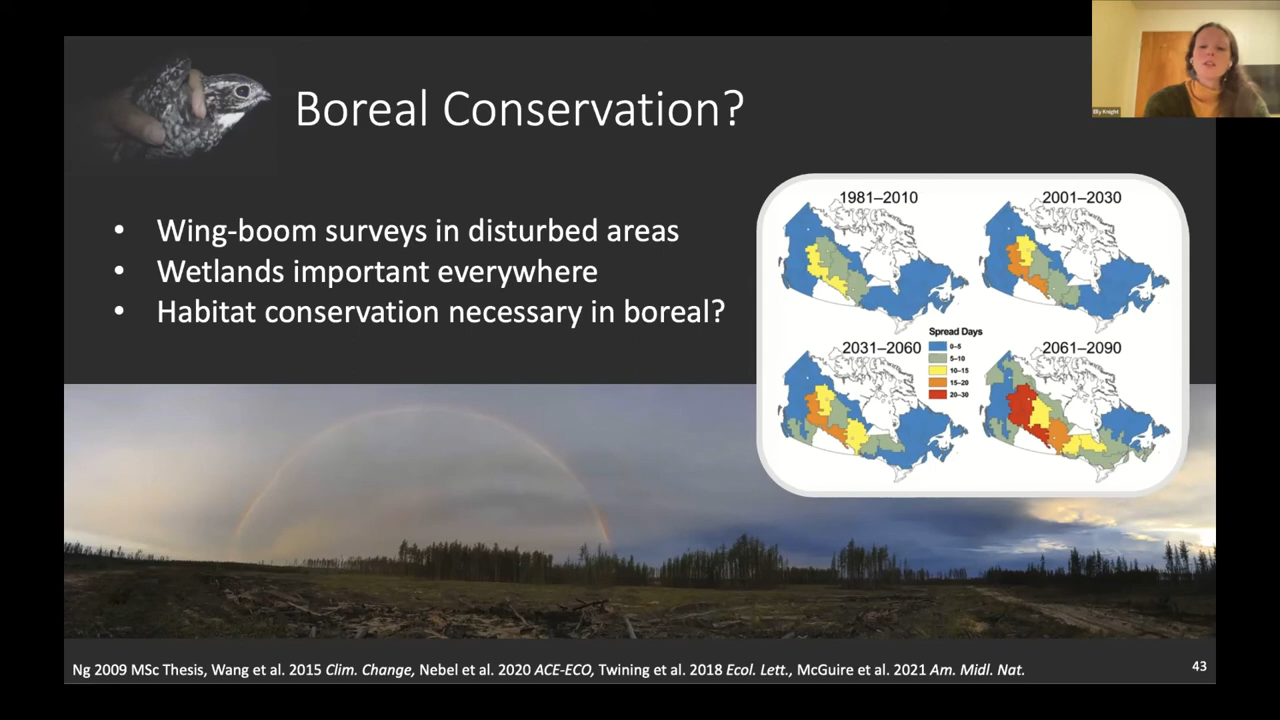 Elly Knight
Boreal Conservation?
• Wing-boom surveys in disturbed areas
• Wetlands important everywhere
• Habitat conservation necessary in boreal?
1981–2010
2001–2030
Spread Days
0–5
5–10
10–15
15–20
20–30
2031–2060
2061–2090
Ng 2009 MSc Thesis, Wang et al. 2015 Clim. Change, Nebel et al. 2020 ACE-ECO, Twining et al. 2018 Ecol. Lett., McGuire et al. 2021 Am. Midl. Nat.
43